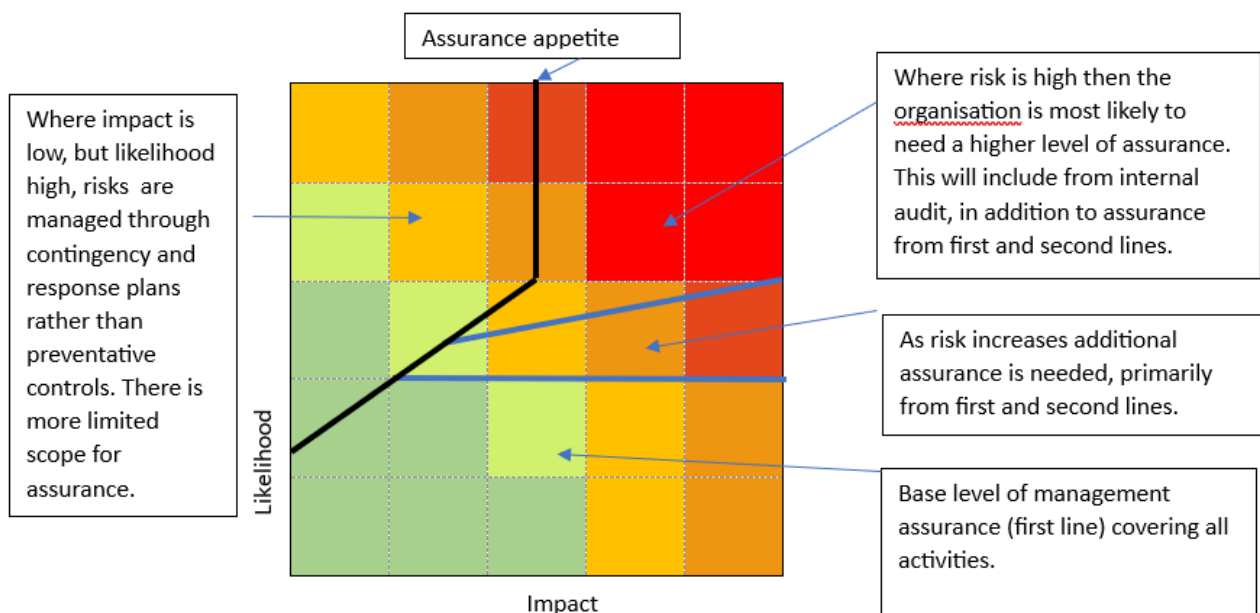 Assurance appetite
Where impact is
low, but likelihood
high, risks are
managed through
contingency and
response plans
rather than
preventative
controls. There is
more limited
scope for
assurance.
Where risk is high then the
organisation is most likely to
need a higher level of assurance.
This will include from internal
audit, in addition to assurance
from first and second lines.
As risk increases additional
assurance is needed, primarily
from first and second lines.
Base level of management
assurance (first line) covering all
activities.
Likelihood
Impact